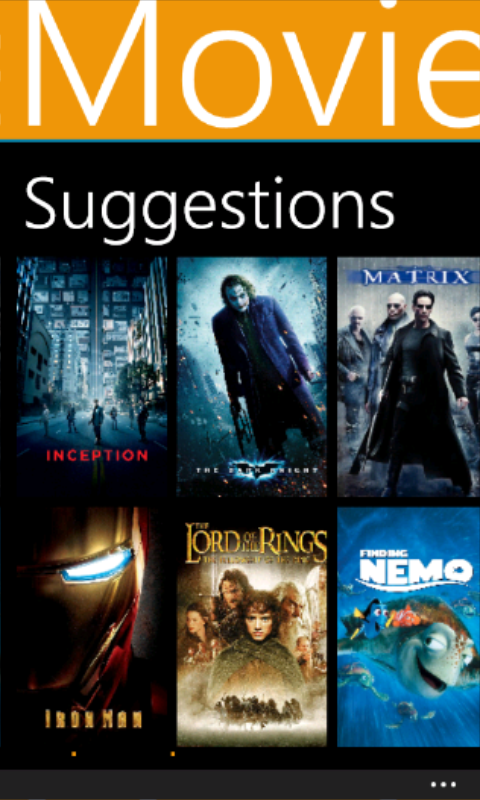 Movie
Suggestions
INCEPTION
THE DARK KNIGHT
MATRIX
IRON MAN
THE
LORD OF THE RINGS
FINDING
NEMO